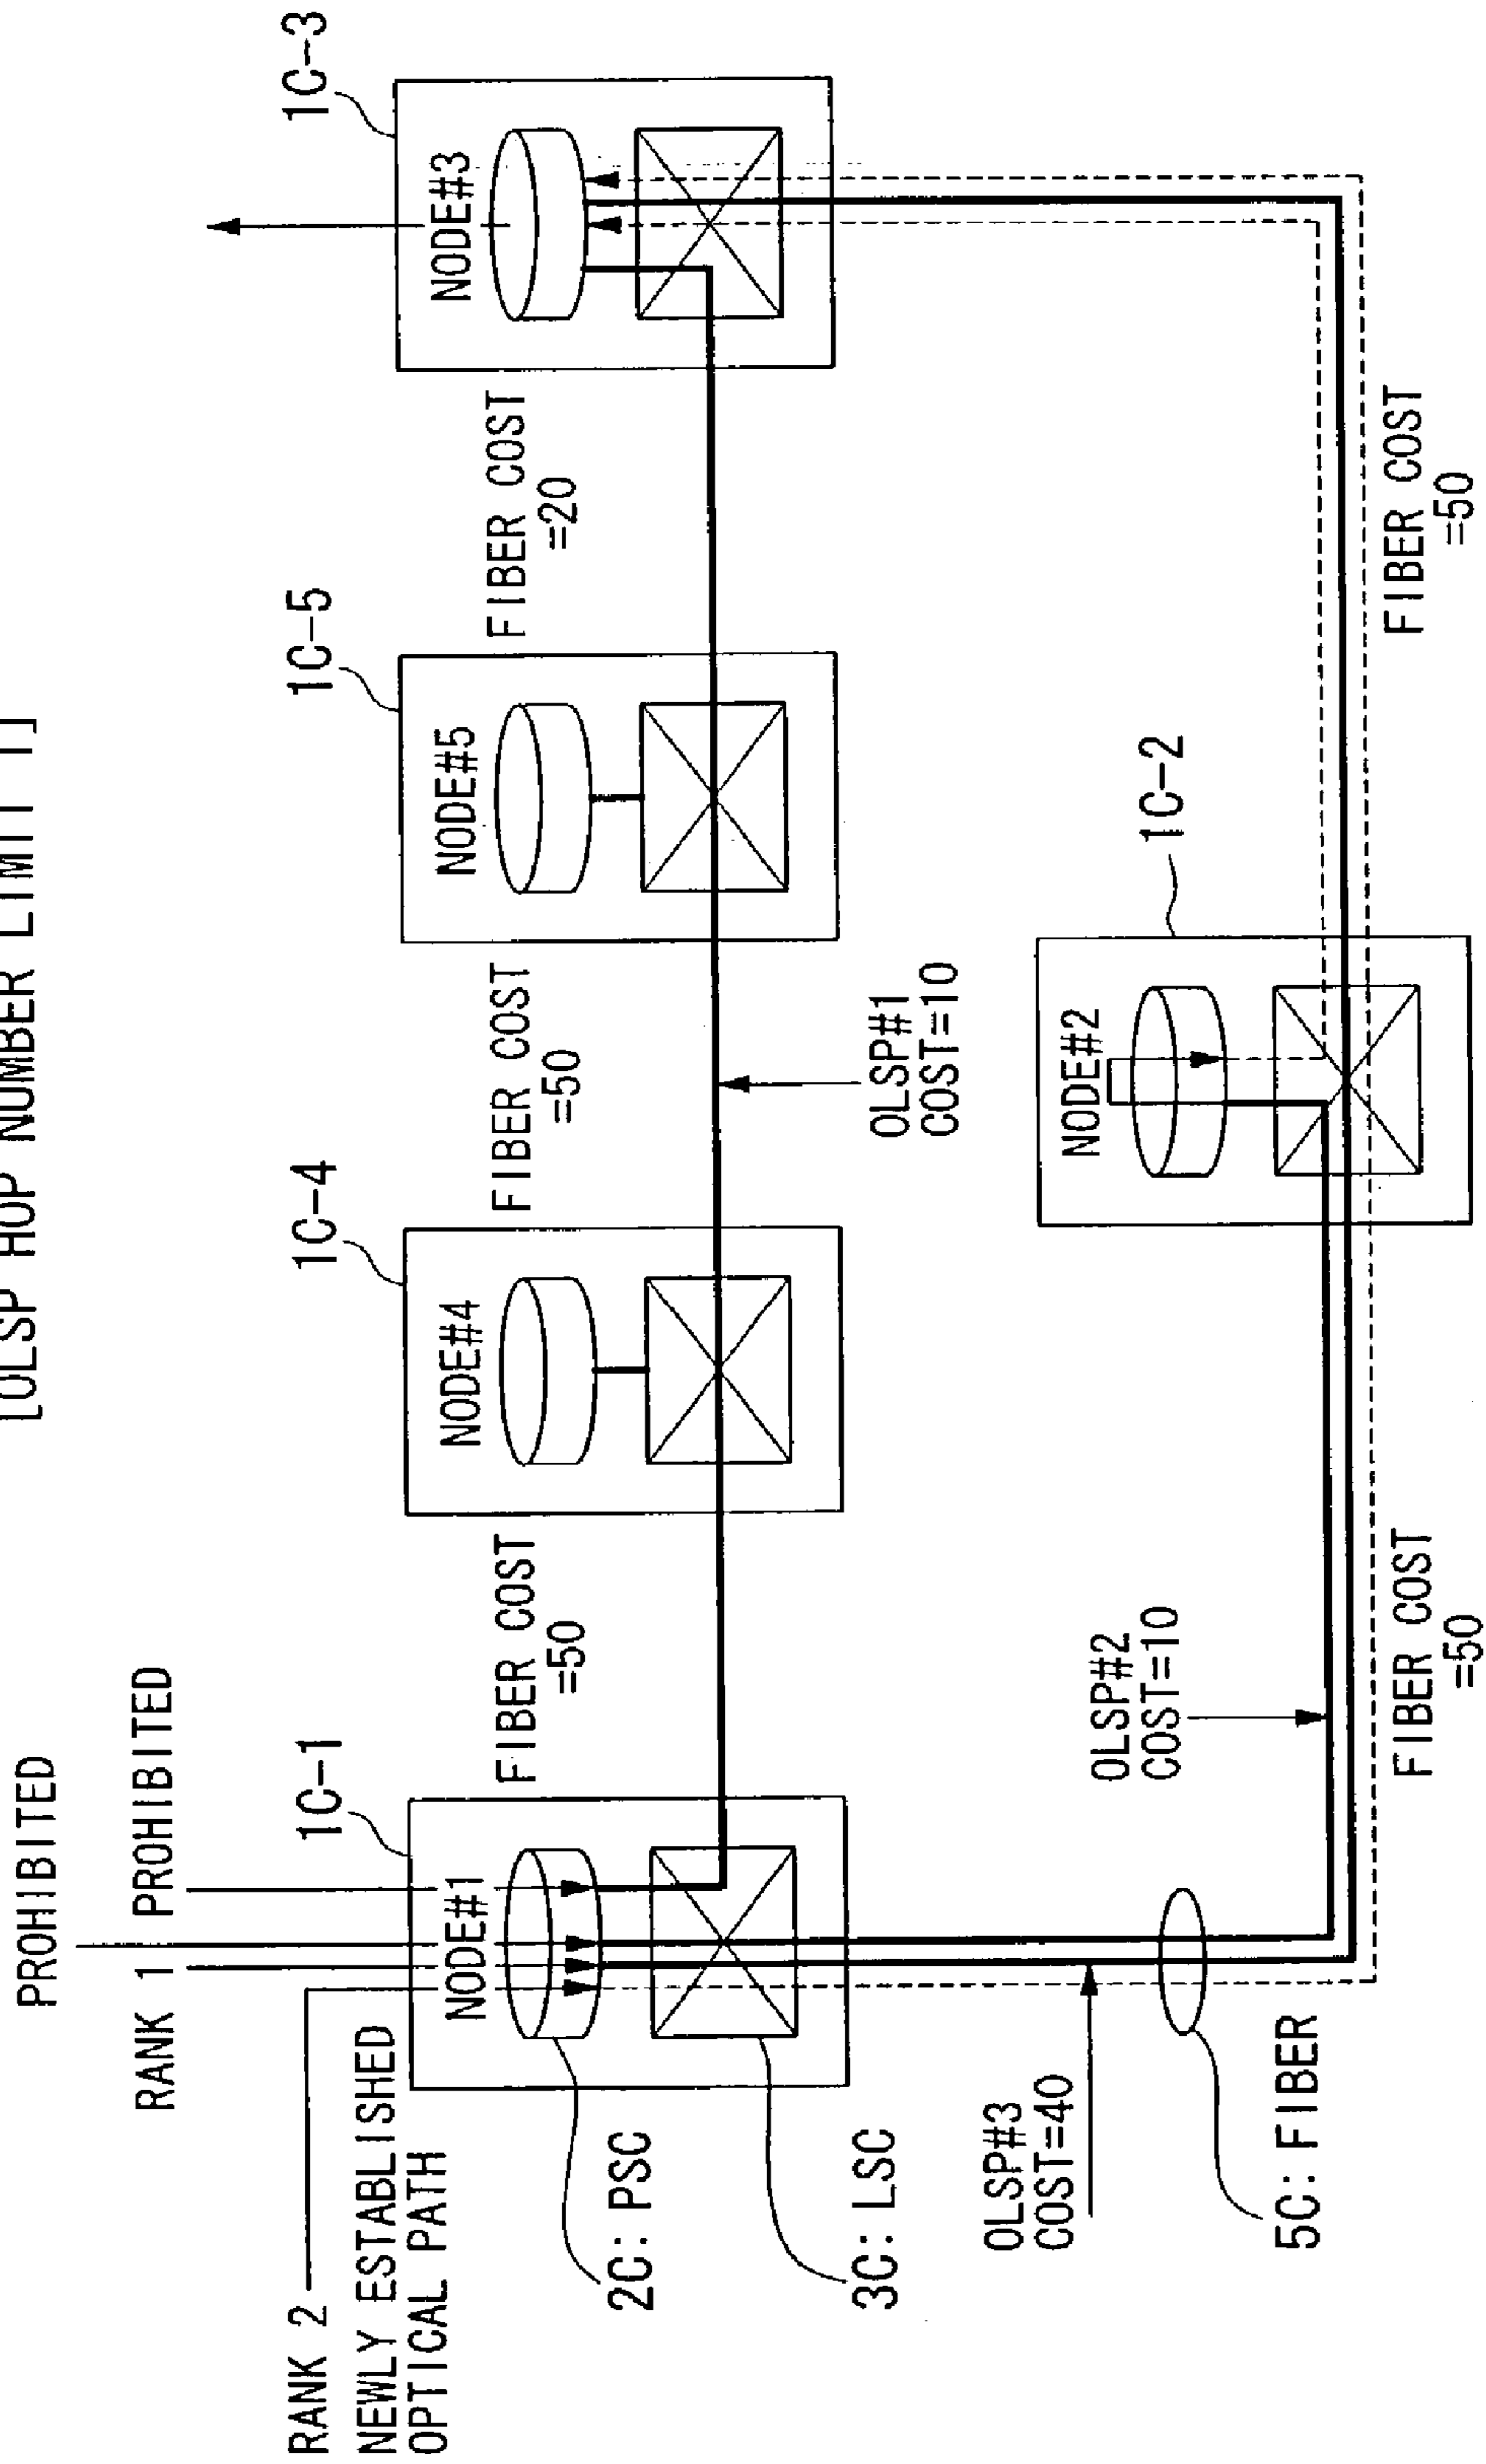 [OLSP HOP NUMBER LIMIT 1]
PROHIBITED
RANK 1
PROHIBITED
RANK 2
NEWLY ESTABLISHED
OPTICAL PATH
1C-1
NODE#1
2C: PSC
3C: LSC
FIBER COST
=50
1C-4
NODE#4
FIBER COST
=50
1C-5
NODE#5
FIBER COST
=20
1C-3
NODE#3
OLSP#1
COST=10
OLSP#3
COST=40
5C: FIBER
OLSP#2
COST=10
FIBER COST
=50
1C-2
NODE#2
FIBER COST
=50